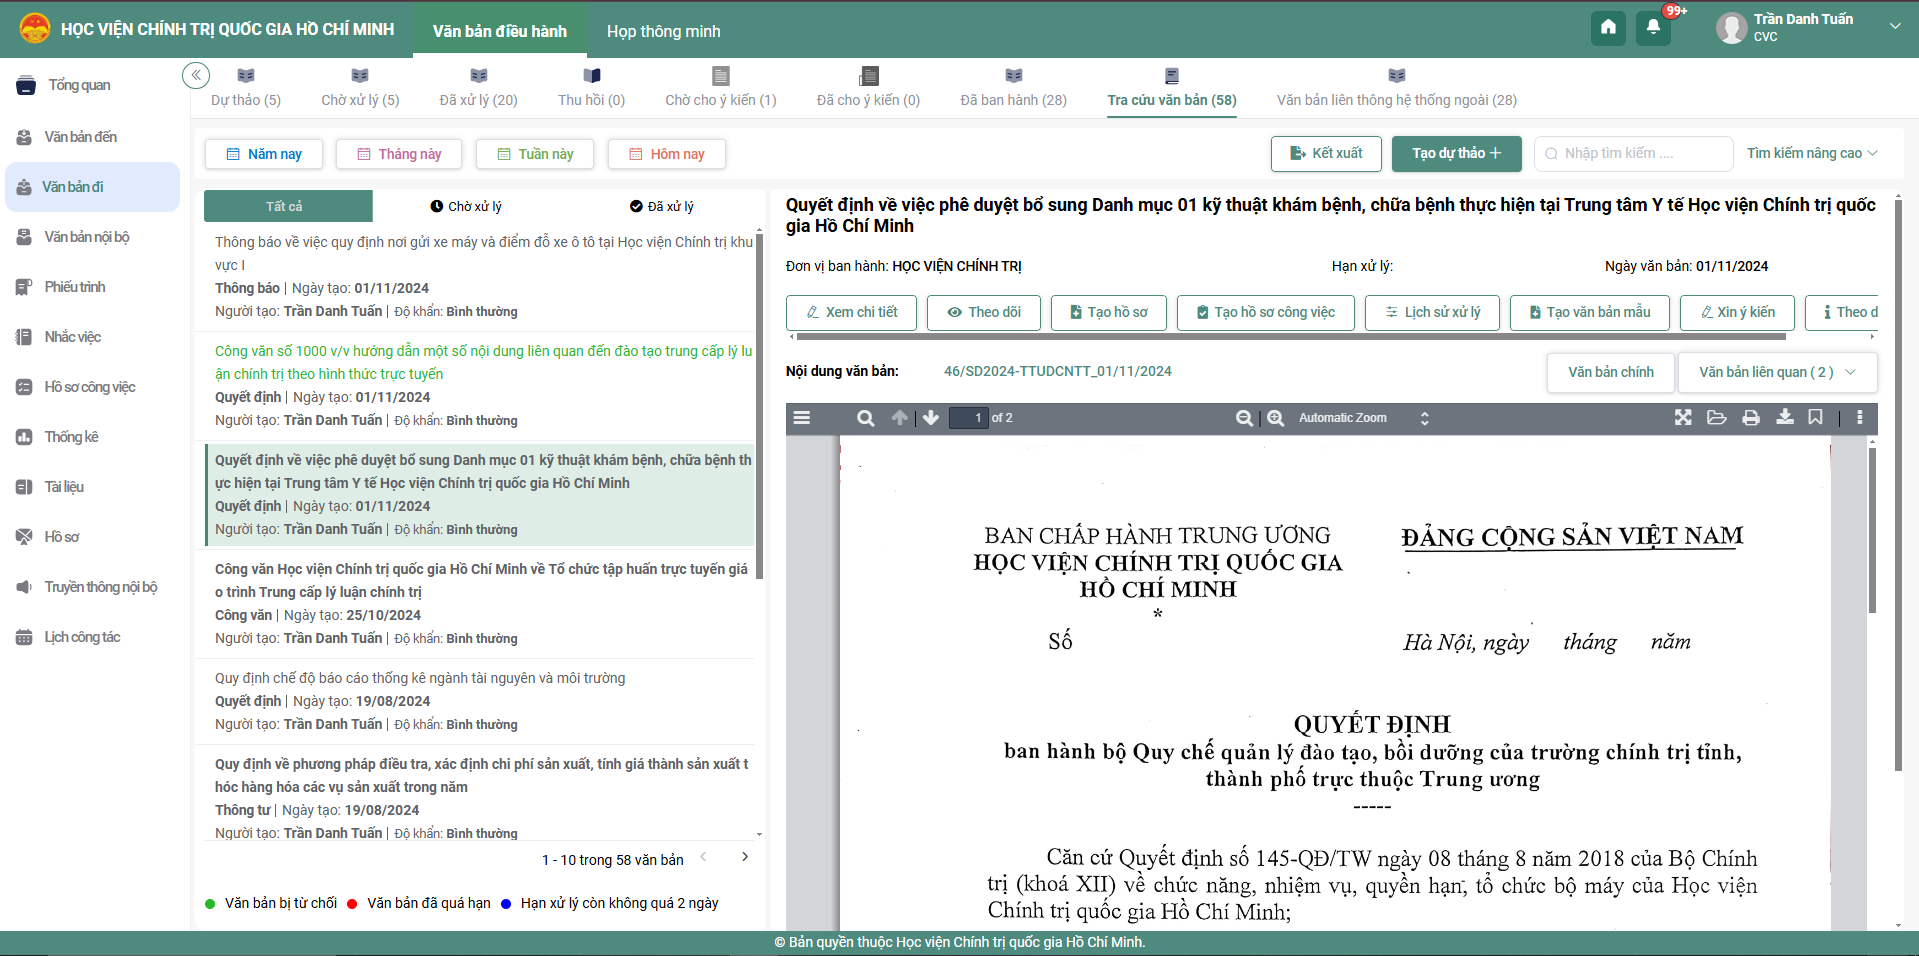 HỌC VIỆN CHÍNH TRỊ QUỐC GIA HỒ CHÍ MINH
Văn bản điều hành
Họp thông minh
99+
Trần Danh Tuấn
CVC
Tổng quan
Văn bản đến
Văn bản đi
Văn bản nội bộ
Phiếu trình
Nhắc việc
Hồ sơ công việc
Thống kê
Tài liệu
Hồ sơ
Truyền thông nội bộ
Lịch công tác
Dự thảo (5)
Chờ xử lý (5)
Đã xử lý (20)
Thu hồi (0)
Chờ cho ý kiến (1)
Đã cho ý kiến (0)
Đã ban hành (28)
Tra cứu văn bản (58)
Văn bản liên thông hệ thống ngoài (28)
Năm nay
Tháng này
Tuần này
Hôm nay
Kết xuất
Tạo dự thảo +
Nhập tìm kiếm ....
Tìm kiếm nâng cao
Tất cả
Chờ xử lý
Đã xử lý
Thông báo về việc quy định nơi gửi xe máy và điểm đỗ xe ô tô tại Học viện Chính trị khu
vực I
Thông báo | Ngày tạo: 01/11/2024
Người tạo: Trần Danh Tuấn | Độ khẩn: Bình thường
Công văn số 1000 v/v hướng dẫn một số nội dung liên quan đến đào tạo trung cấp lý lu
ận chính trị theo hình thức trực tuyến
Quyết định | Ngày tạo: 01/11/2024
Người tạo: Trần Danh Tuấn | Độ khẩn: Bình thường
Quyết định về việc phê duyệt bổ sung Danh mục 01 kỹ thuật khám bệnh, chữa bệnh th
ực hiện tại Trung tâm Y tế Học viện Chính trị quốc gia Hồ Chí Minh
Quyết định | Ngày tạo: 01/11/2024
Người tạo: Trần Danh Tuấn | Độ khẩn: Bình thường
Công văn Học viện Chính trị quốc gia Hồ Chí Minh về Tổ chức tập huấn trực tuyến giá
o trình Trung cấp lý luận chính trị
Công văn | Ngày tạo: 25/10/2024
Người tạo: Trần Danh Tuấn | Độ khẩn: Bình thường
Quy định chế độ báo cáo thống kê ngành tài nguyên và môi trường
Quyết định | Ngày tạo: 19/08/2024
Người tạo: Trần Danh Tuấn | Độ khẩn: Bình thường
Quy định về phương pháp điều tra, xác định chi phí sản xuất, tính giá thành sản xuất t
hóc hàng hóa các vụ sản xuất trong năm
Thông tư | Ngày tạo: 19/08/2024
Người tạo: Trần Danh Tuấn | Độ khẩn: Bình thường
1 - 10 trong 58 văn bản
Văn bản bị từ chối
Văn bản đã quá hạn
Hạn xử lý còn không quá 2 ngày
Quyết định về việc phê duyệt bổ sung Danh mục 01 kỹ thuật khám bệnh, chữa bệnh thực hiện tại Trung tâm Y tế Học viện Chính trị quốc
gia Hồ Chí Minh
Đơn vị ban hành: HỌC VIỆN CHÍNH TRỊ
Hạn xử lý:
Ngày văn bản: 01/11/2024
Xem chi tiết
Theo dõi
Tạo hồ sơ
Tạo hồ sơ công việc
Lịch sử xử lý
Tạo văn bản mẫu
Xin ý kiến
Theo d
Nội dung văn bản:
46/SD2024-TTUDCNTT_01/11/2024
Văn bản chính
Văn bản liên quan ( 2 )
1 of 2
Automatic Zoom
BAN CHẤP HÀNH TRUNG ƯƠNG
HỌC VIỆN CHÍNH TRỊ QUỐC GIA
HỒ CHÍ MINH
*
Số
ĐẢNG CỘNG SẢN VIỆT NAM
Hà Nội, ngày tháng năm
QUYẾT ĐỊNH
ban hành bộ Quy chế quản lý đào tạo, bồi dưỡng của trường chính trị tỉnh,
thành phố trực thuộc Trung ương
-----
Căn cứ Quyết định số 145-QĐ/TW ngày 08 tháng 8 năm 2018 của Bộ Chính
trị (khoá XII) về chức năng, nhiệm vụ, quyền hạn, tổ chức bộ máy của Học viện
Chính trị quốc gia Hồ Chí Minh;
© Bản quyền thuộc Học viện Chính trị quốc gia Hồ Chí Minh.